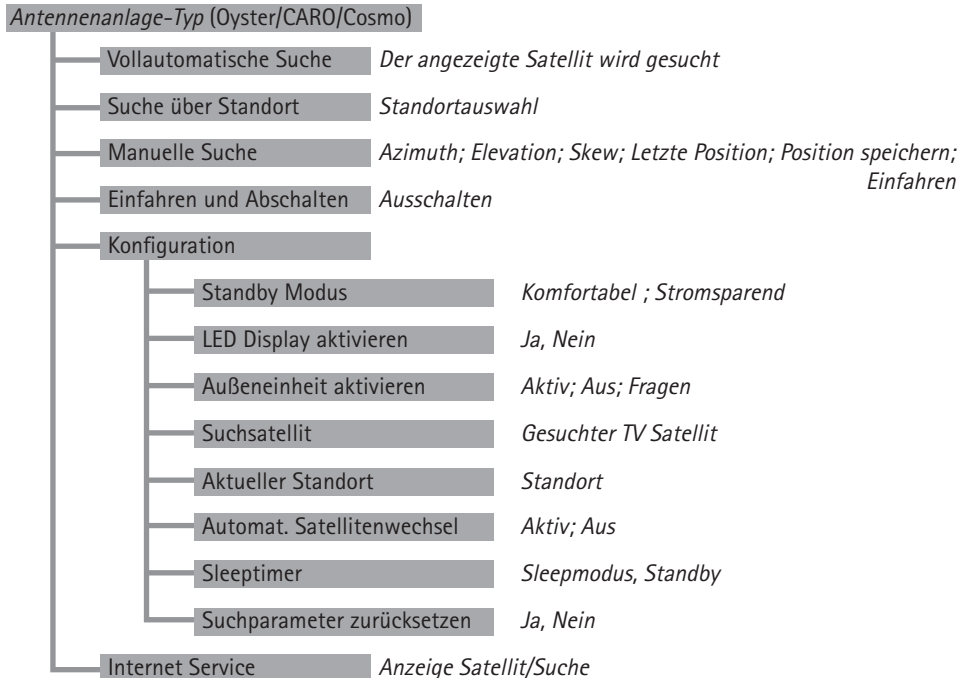 Antennenanlage-Typ (Oyster/CARO/Cosmo)
Vollautomatische Suche Der angezeigte Satellit wird gesucht
Suche über Standort Standortauswahl
Manuelle Suche Azimuth; Elevation; Skew; Letzte Position; Position speichern;
Einfahren
Einfahren und Abschalten Ausschalten
Konfiguration
Standby Modus Komfortabel ; Stromsparend
LED Display aktivieren Ja, Nein
Außeneinheit aktivieren Aktiv; Aus; Fragen
Suchsatellit Gesuchter TV Satellit
Aktueller Standort Standort
Automat. Satellitenwechsel Aktiv; Aus
Sleeptimer Sleepmodus, Standby
Suchparameter zurücksetzen Ja, Nein
Internet Service Anzeige Satellit/Suche